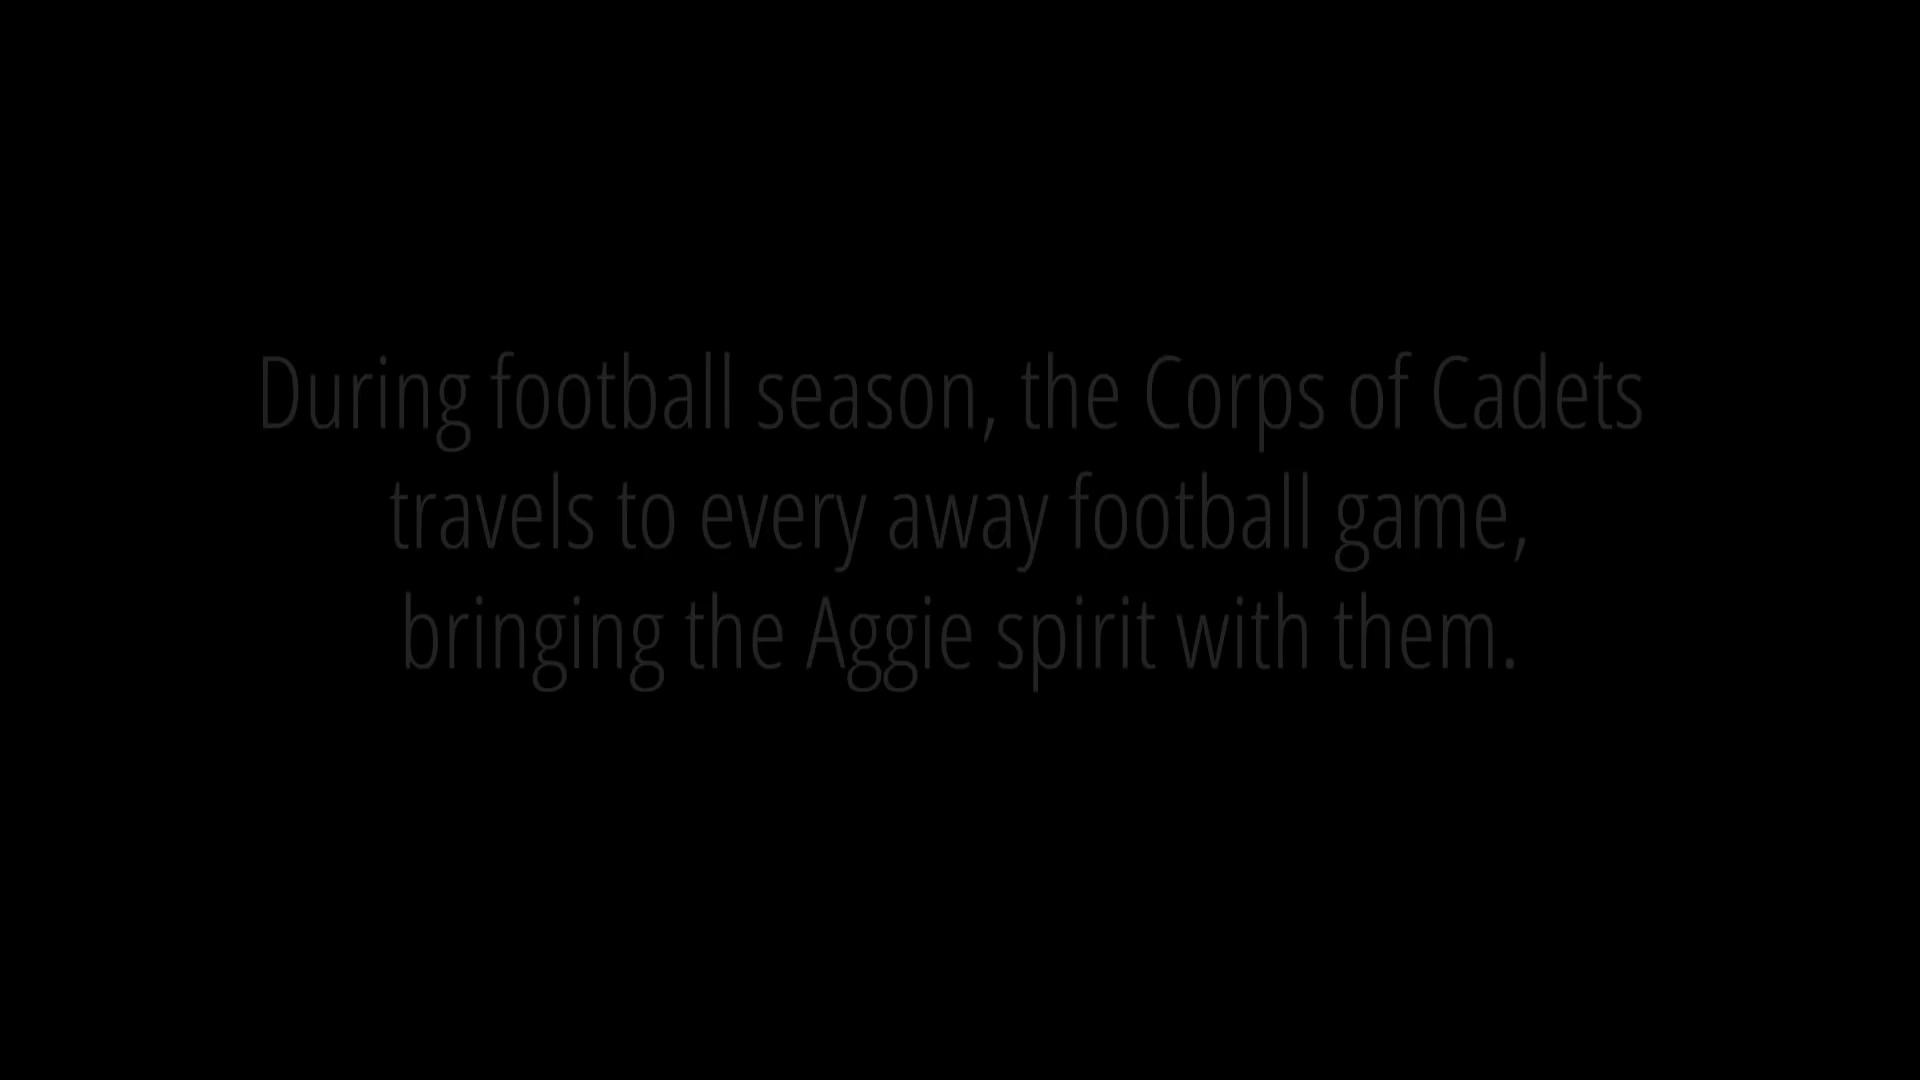 During football season, the Corps of Cadets
travels to every away football game,
bringing the Aggie spirit with them.